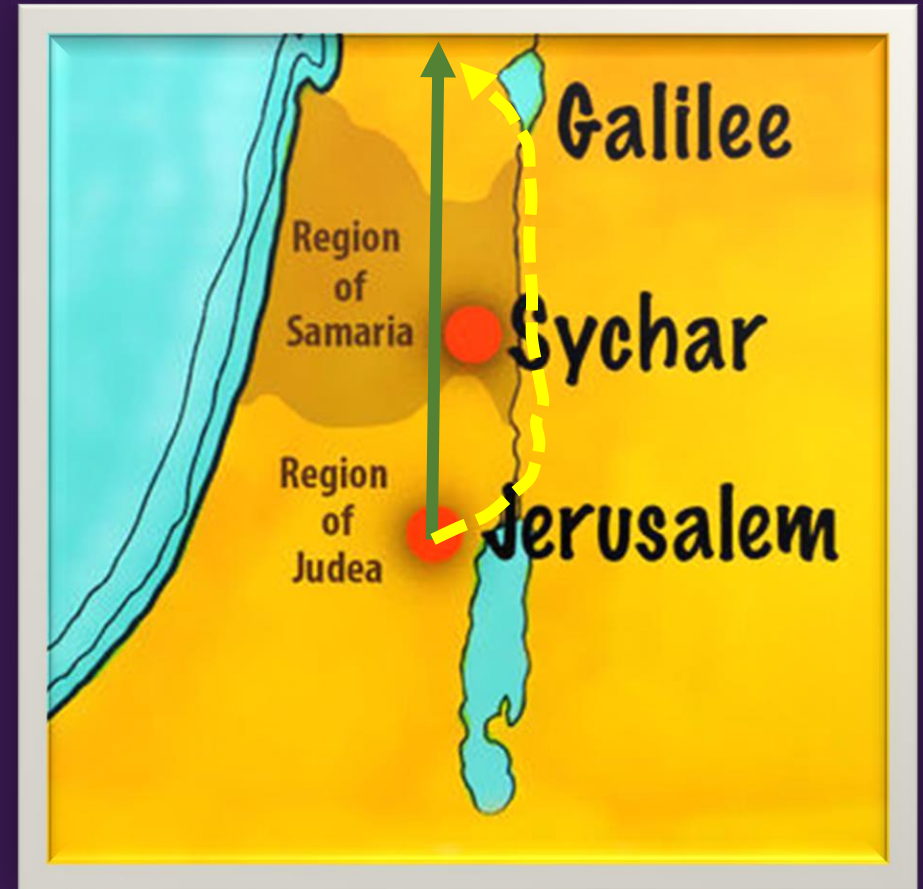 Galilee
Region
of
Samaria
Sychar
Region
of
Judea
Jerusalem